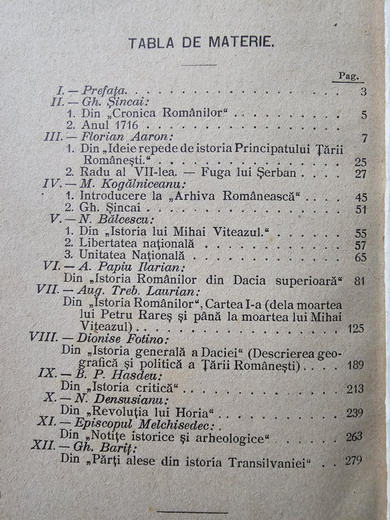 TABLA DE MATERIE.
Pag.
I. — Prefața. . . . . . . . . . . . . . . . . 3
II. — Gh. Șincai:
1. Din „Cronica Românilor“ . . . . . . . . . 5
2. Anul 1716 . . . . . . . . . . . . . . . . 7
III. — Florian Aaron:
1. Din „Ideie repede de istoria Principatului Țării
Românești.“ . . . . . . . . . . . . . . . 25
2. Radu al VII-lea. — Fuga lui Șerban . . . . 27
IV. — M. Kogălniceanu:
1. Introducere la „Arhiva Românească“ . . . . 45
2. Gh. Șincai . . . . . . . . . . . . . . . . 51
V. — N. Bălcescu:
1. Din „Istoria lui Mihai Viteazul.“ . . . . . 55
2. Libertatea națională . . . . . . . . . . . 57
3. Unitatea Națională . . . . . . . . . . . . 65
VI. — A. Papiu Ilarian:
Din „Istoria Românilor din Dacia superioară“ 81
VII. — Aug. Treb. Laurian:
Din „Istoria Românilor“, Cartea I-a (dela moartea
lui Petru Rareș și până la moartea lui Mihai
Viteazul) . . . . . . . . . . . . . . . . 125
VIII. — Dionise Fotino:
Din „Istoria generală a Daciei“ (Descrierea geo-
grafică și politică a Țării Românești) . . . 189
IX. — B. P. Hasdeu:
Din „Istoria critică“ . . . . . . . . . . . 213
X. — N. Densusianu:
Din „Revoluția lui Horia“ . . . . . . . . . 239
XI. — Episcopul Melchisedec:
Din „Notițe istorice și arheologice“ . . . . 263
XII. — Gh. Bariț:
Din „Părți alese din istoria Transilvaniei“ . . 279